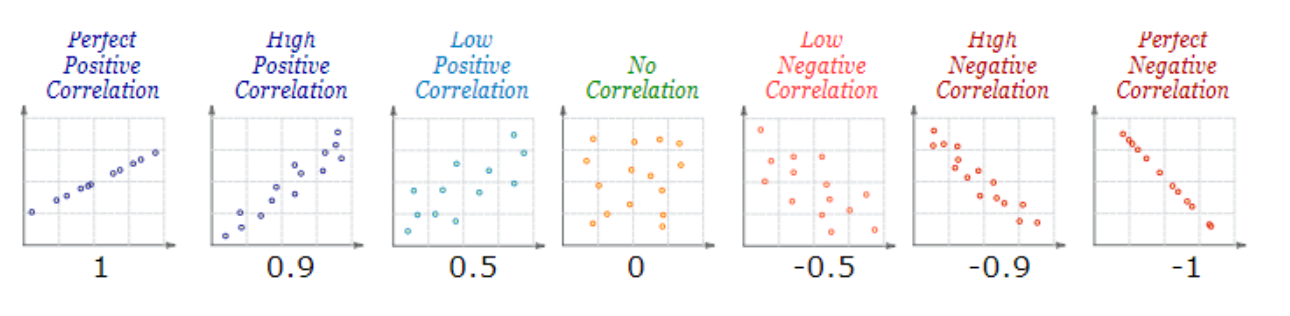 Perfect
Positive
Correlation
1
High
Positive
Correlation
0.9
Low
Positive
Correlation
0.5
No
Correlation
0
Low
Negative
Correlation
-0.5
High
Negative
Correlation
-0.9
Perfect
Negative
Correlation
-1